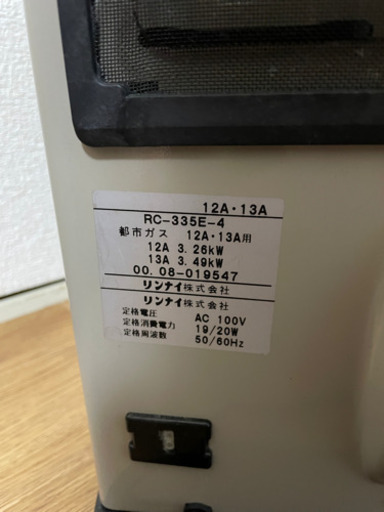 12A・13A
RC-335E-4
都市ガス 12A・13A用
12A 3.26kW
13A 3.49kW
00.08-019547
リンナイ株式会社
リンナイ株式会社
定格電圧 AC 100V
定格消費電力 19/20W
定格周波数 50/60Hz